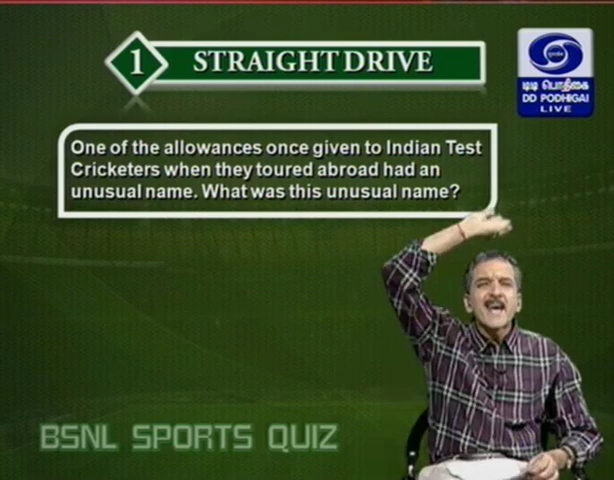 1 STRAIGHT DRIVE
டிடி பொதிகை
DD PODHIGAI
LIVE
One of the allowances once given to Indian Test
Cricketers when they toured abroad had an
unusual name. What was this unusual name?
BSNL SPORTS QUIZ